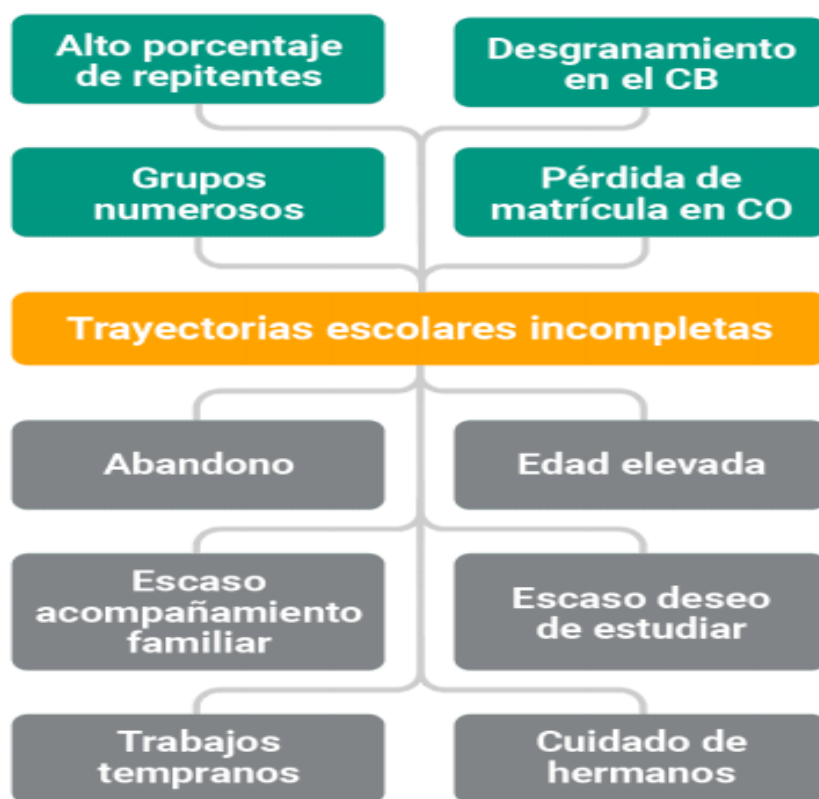 Alto porcentaje
de repitentes
Desgranamiento
en el CB
Grupos
numerosos
Pérdida de
matrícula en CO
Trayectorias escolares incompletas
Abandono
Edad elevada
Escaso
acompañamiento
familiar
Escaso deseo
de estudiar
Trabajos
tempranos
Cuidado de
hermanos